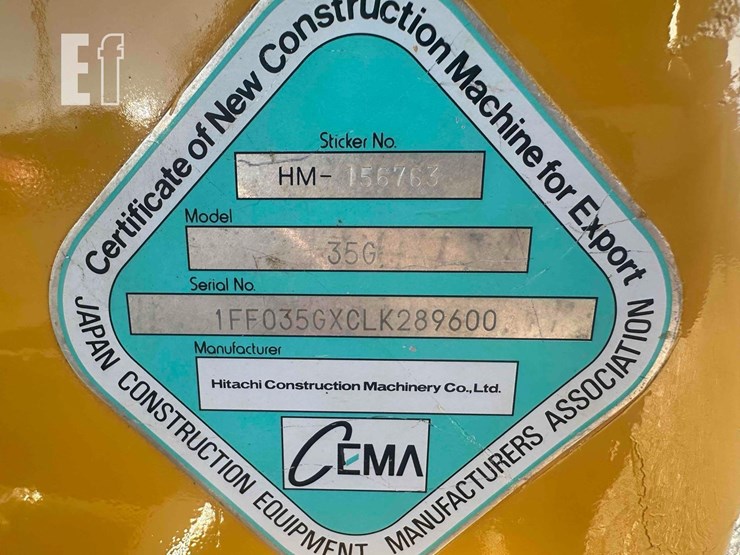 Ef
Certificate of New Construction Machine for Export
Sticker No.
HM- 156763
Model
35G
Serial No.
1FF035GXCLK289600
Manufacturer
Hitachi Construction Machinery Co., Ltd.
CEMA
JAPAN CONSTRUCTION EQUIPMENT MANUFACTURERS ASSOCIATION